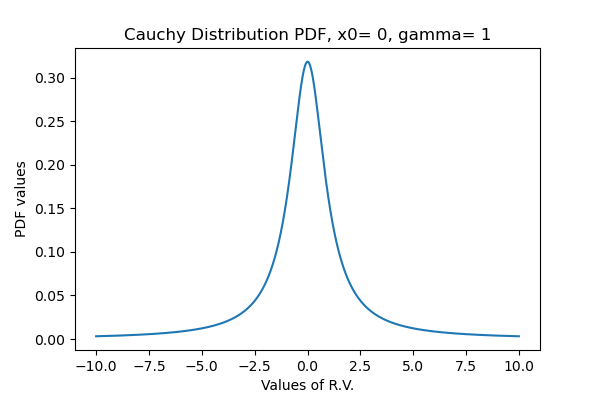 Cauchy Distribution PDF, x0= 0, gamma= 1
PDF values
0.30
0.25
0.20
0.15
0.10
0.05
0.00
−10.0 −7.5 −5.0 −2.5 0.0 2.5 5.0 7.5 10.0
Values of R.V.